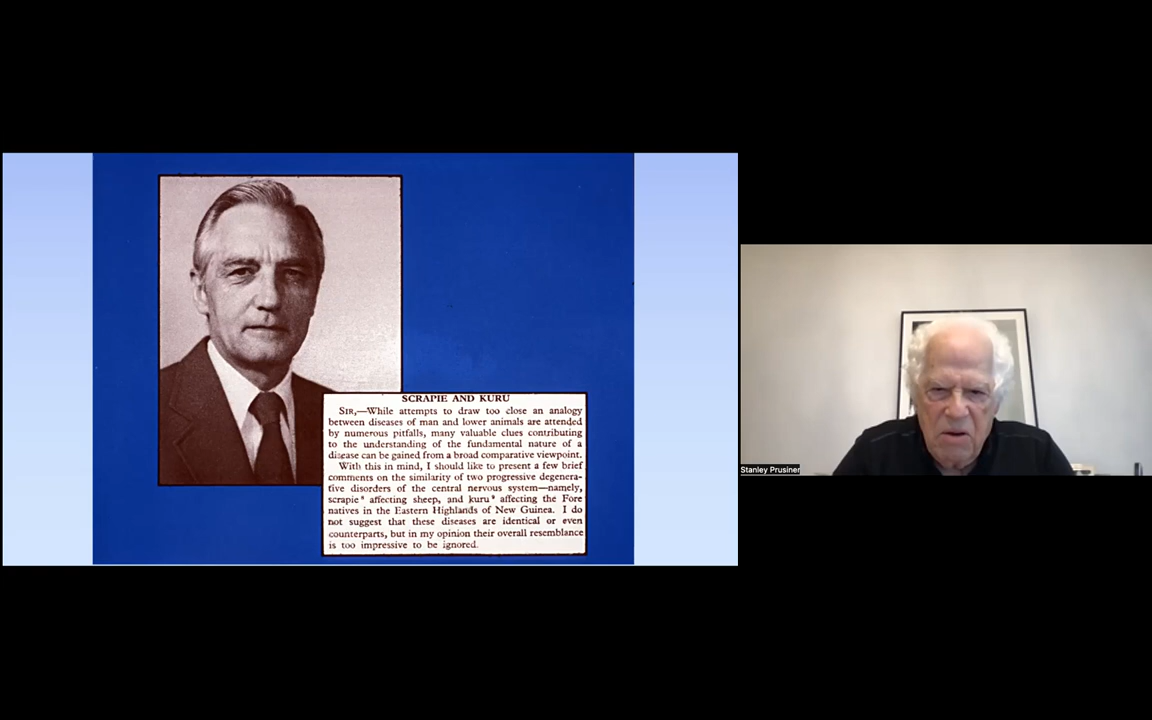 SCRAPIE AND KURU
SIR,—While attempts to draw too close an analogy
between diseases of man and lower animals are attended
by numerous pitfalls, many valuable clues contributing
to the understanding of the fundamental nature of a
disease can be gained from a broad comparative viewpoint.
With this in mind, I should like to present a few brief
comments on the similarity of two progressive degenera-
tive disorders of the central nervous system—namely,
scrapie affecting sheep, and kuru affecting the Fore
natives in the Eastern Highlands of New Guinea. I do
not suggest that these diseases are identical or even
counterparts, but in my opinion their overall resemblance
is too impressive to be ignored.
Stanley Prusiner